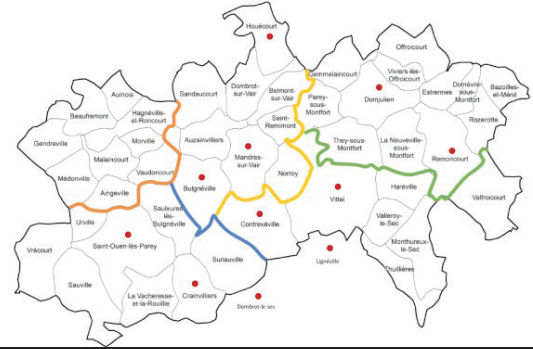 Houécourt
Offroicourt
Gemmelaincourt
Viviers-lès-
Offroicourt
Aulnois
Sandaucourt
Dombrot-
sur-Vair
Belmont-
sur-Vair
Parey-
sous-
Montfort
Domjulien
Estrennes
Domèvre-
sous-
Montfort
Bazoilles-
et-Ménil
Beaufremont
Hagnéville-
et-Roncourt
Saint-
Remimont
Rozerotte
Gendreville
Morville
Auzainvilliers
They-sous-
Montfort
La Neuveville-
sous-
Montfort
Malaincourt
Mandres-
sur-Vair
Remoncourt
Médonville
Vaudoncourt
Norroy
Angeville
Bulgnéville
Vittel
Haréville
Valfroicourt
Urville
Saulxures-
lès-
Bulgnéville
Contrexéville
Valleroy-
le-Sec
Saint-Ouen-lès-Parey
Monthureux-
le-Sec
Vrécourt
Suriauville
Lignéville
Thuillières
Sauville
La Vacheresse-
et-la-Rouillie
Crainvilliers
Dombrot-le-sec